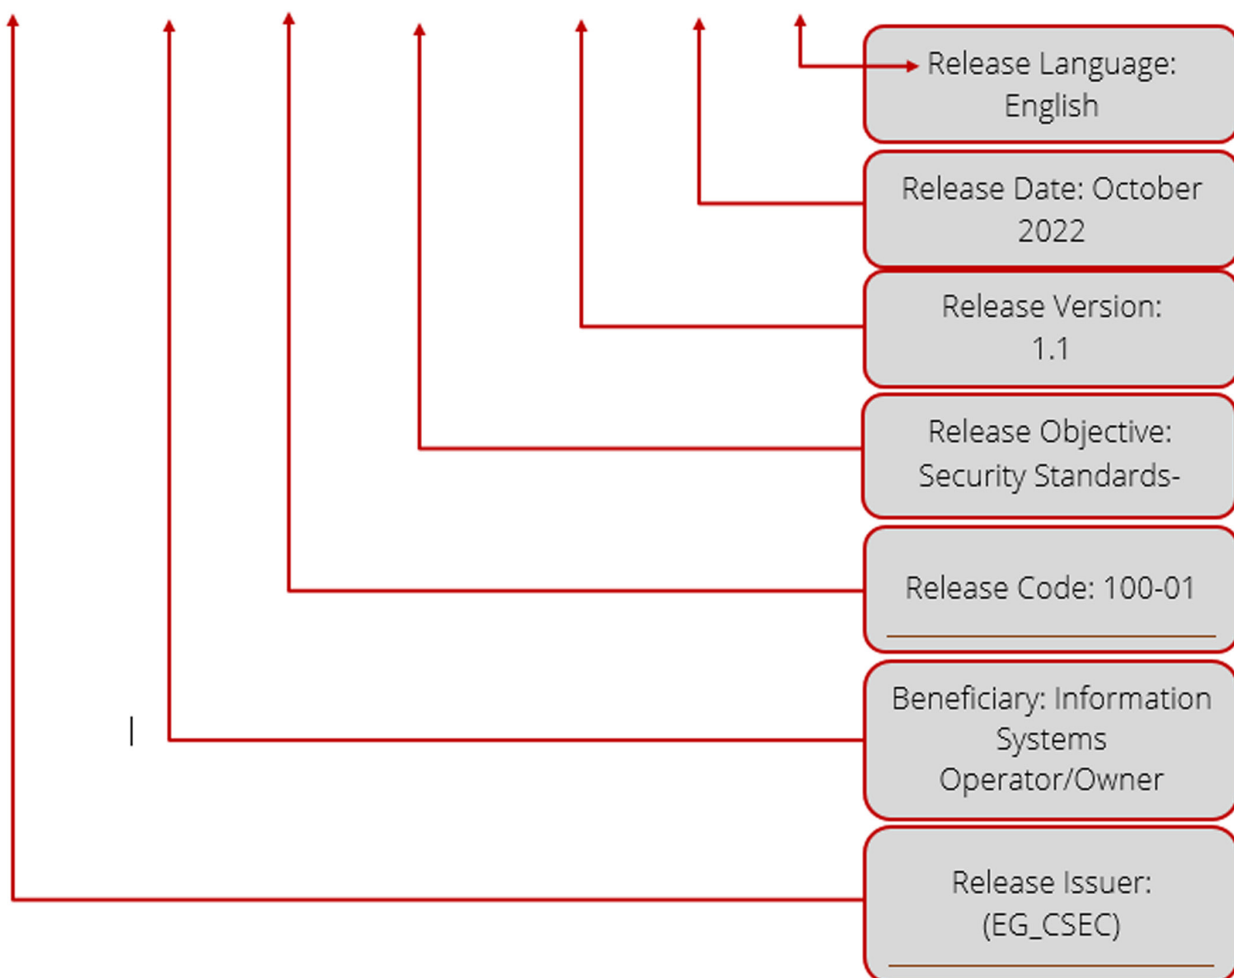 Release Language:
English
Release Date: October
2022
Release Version:
1.1
Release Objective:
Security Standards-
Release Code: 100-01
Beneficiary: Information
Systems
Operator/Owner
Release Issuer:
(EG_CSEC)